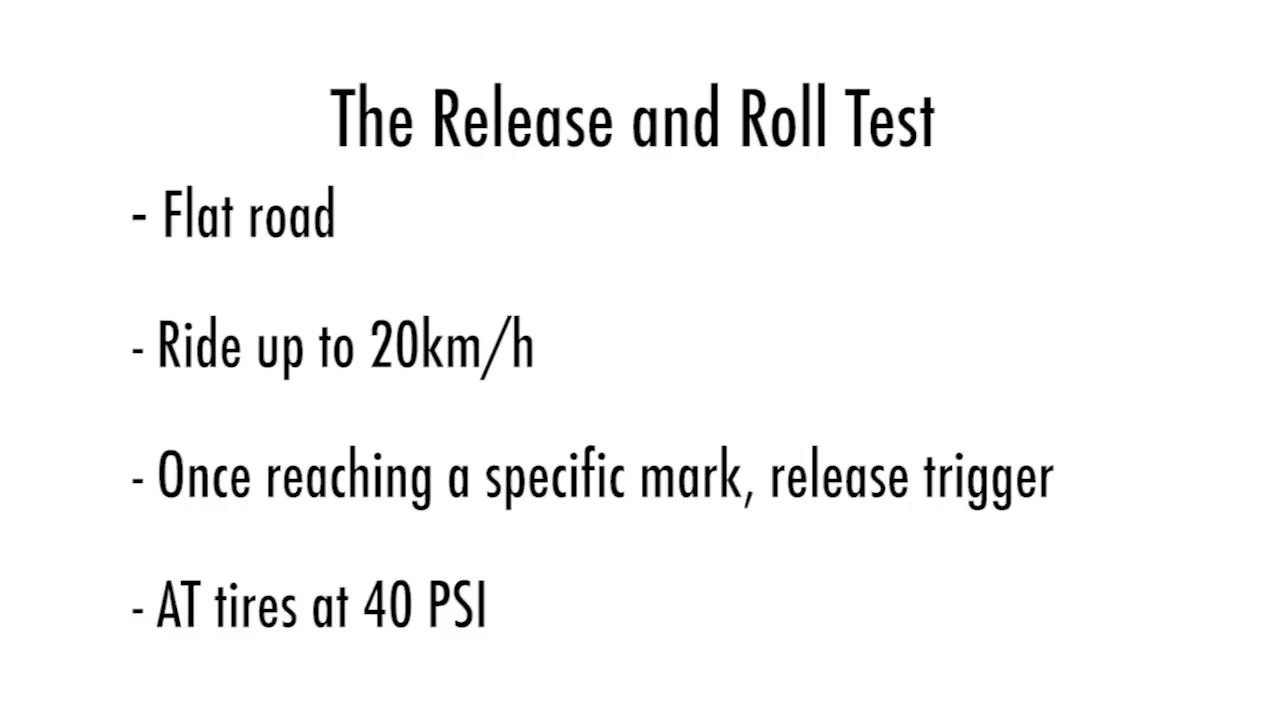 The Release and Roll Test
- Flat road
- Ride up to 20km/h
- Once reaching a specific mark, release trigger
- AT tires at 40 PSI